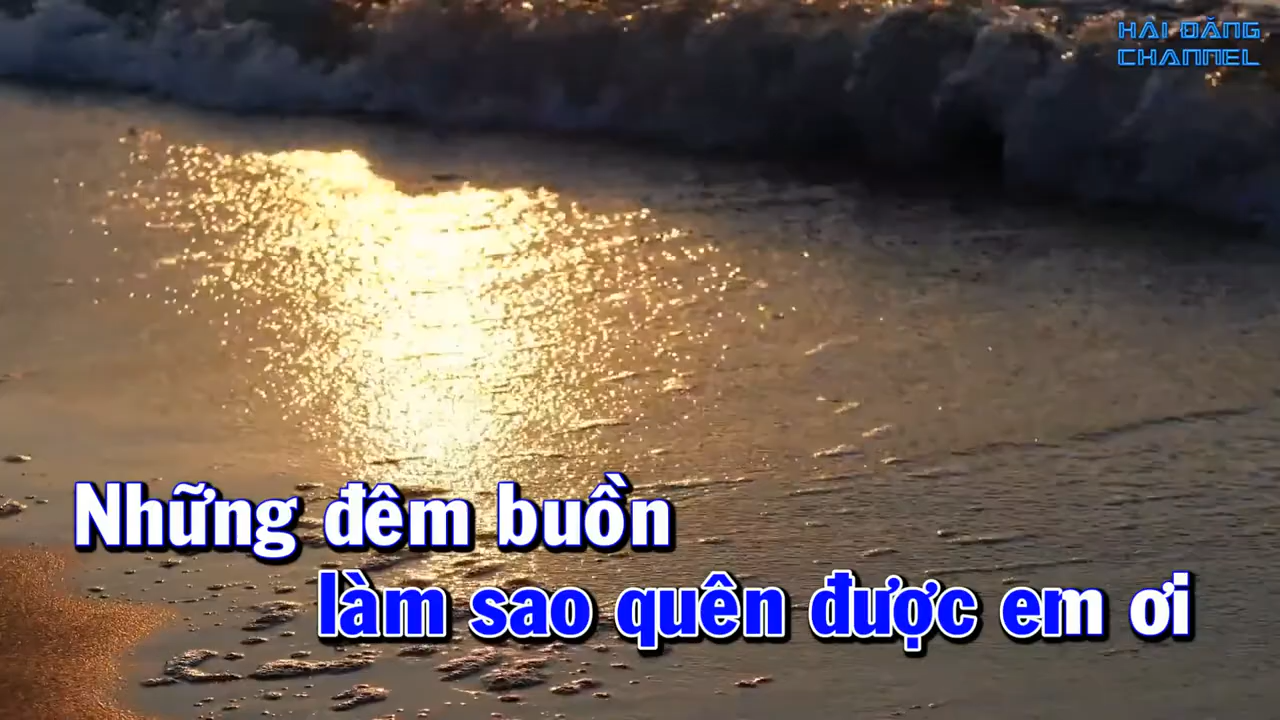 HẢI ĐĂNG
CHANNEL
Những đêm buồn
làm sao quên được em ơi